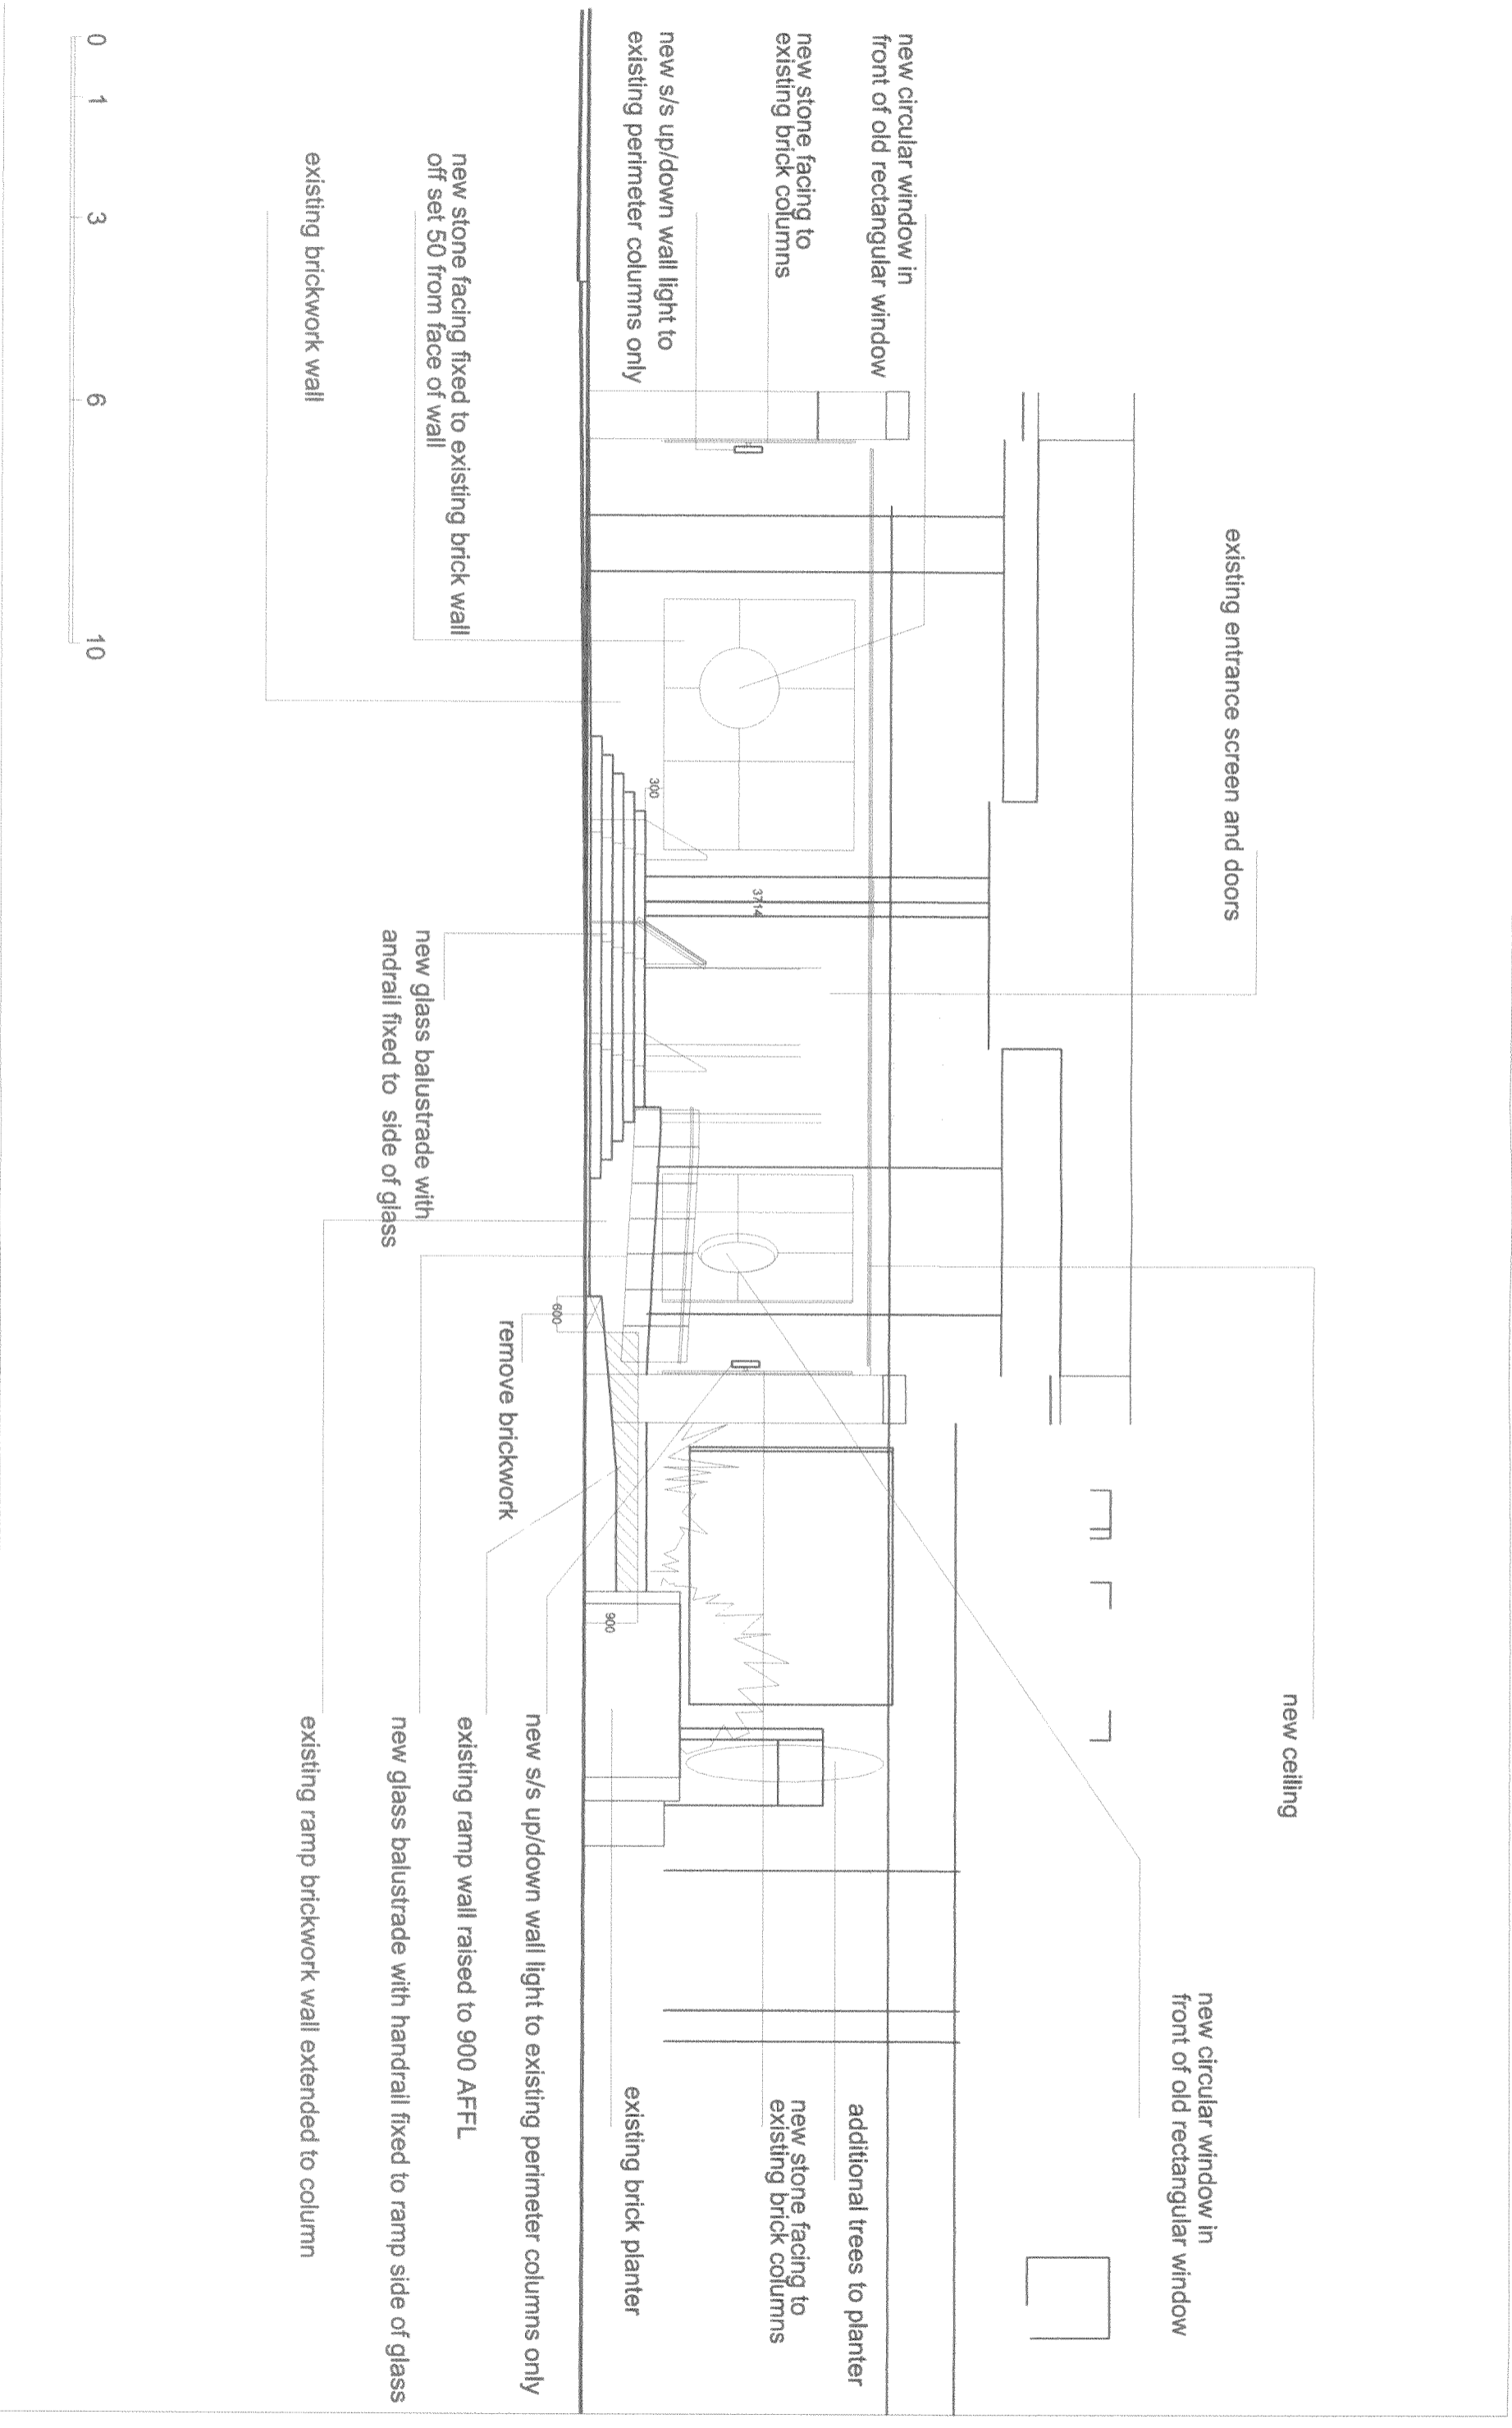 existing entrance screen and doors
new ceiling
new circular window in
front of old rectangular window
new circular window in
front of old rectangular window
new stone facing to
existing brick columns
new s/s up/down wall light to
existing perimeter columns only
additional trees to planter
new stone facing to
existing brick columns
existing brick planter
3714
300
600
900
remove brickwork
new stone facing fixed to existing brick wall
off set 50 from face of wall
existing brickwork wall
new glass balustrade with
andrail fixed to side of glass
new s/s up/down wall light to existing perimeter columns only
existing ramp wall raised to 900 AFFL
new glass balustrade with handrail fixed to ramp side of glass
existing ramp brickwork wall extended to column
0 1 3 6 10